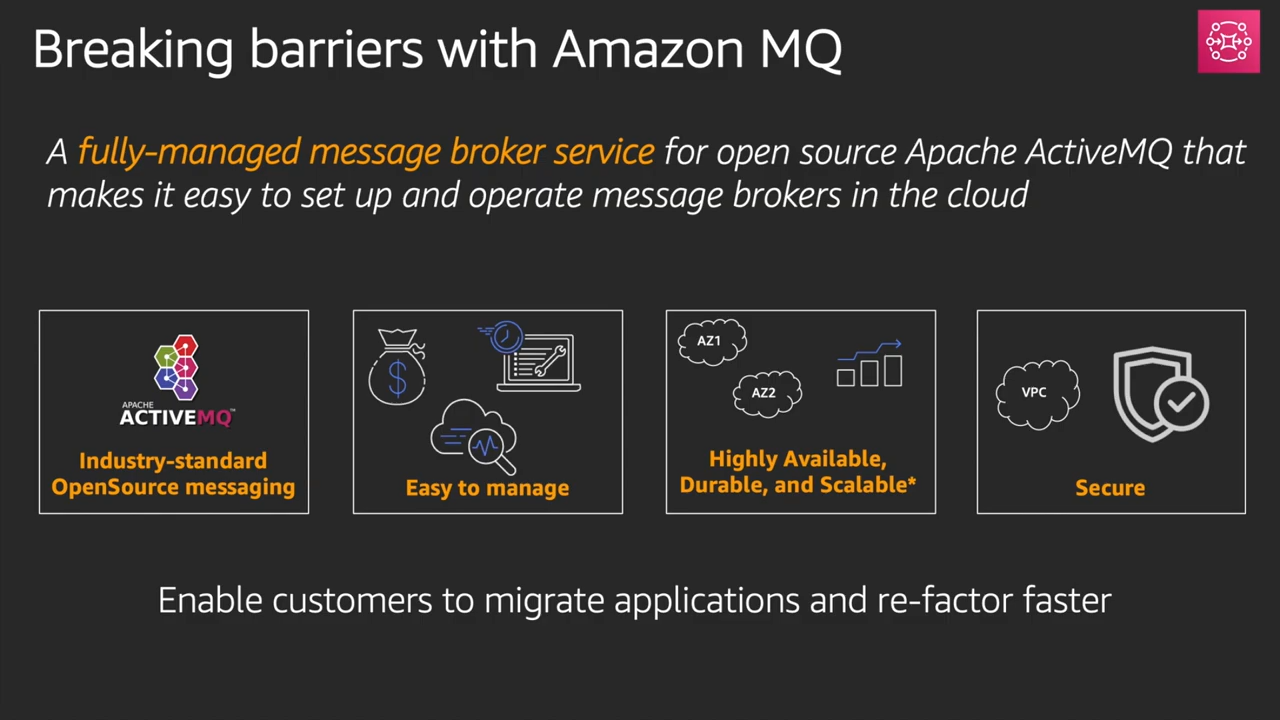 Breaking barriers with Amazon MQ
A fully-managed message broker service for open source Apache ActiveMQ that
makes it easy to set up and operate message brokers in the cloud
APACHE
ACTIVEMQ™
Industry-standard
OpenSource messaging
$
Easy to manage
AZ1
AZ2
Highly Available,
Durable, and Scalable*
VPC
Secure
Enable customers to migrate applications and re-factor faster